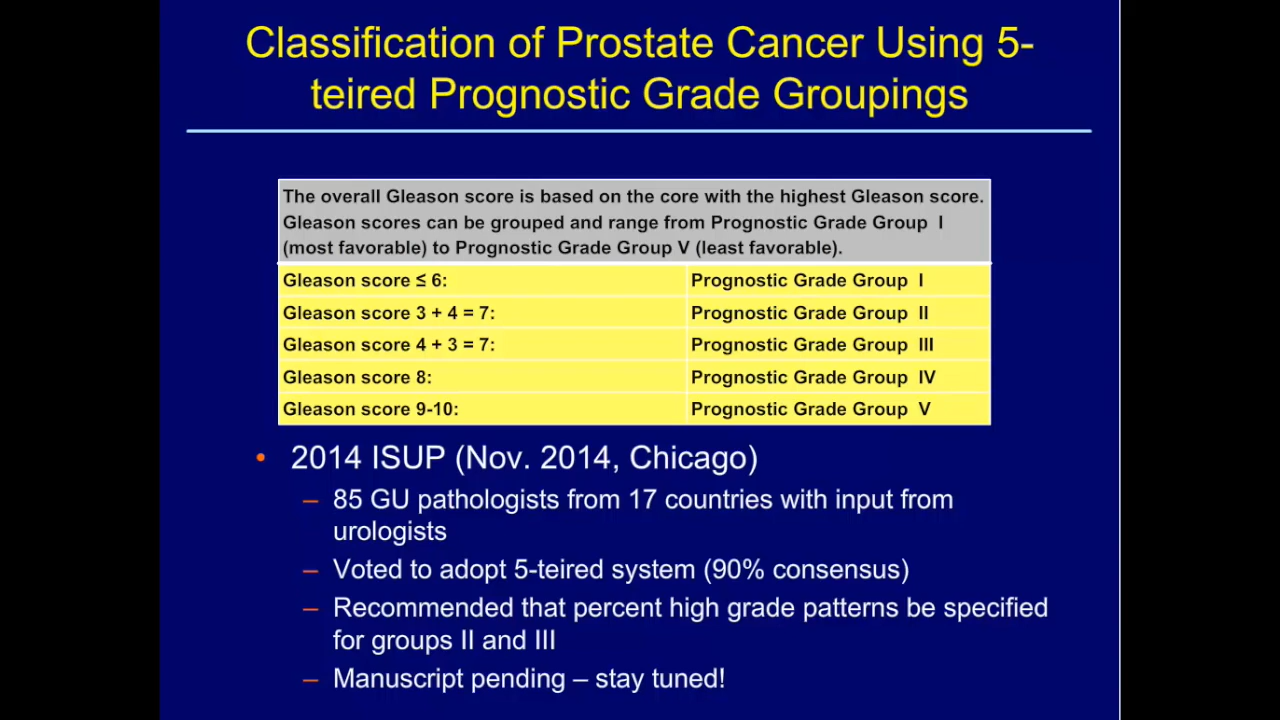 Classification of Prostate Cancer Using 5-
teired Prognostic Grade Groupings
The overall Gleason score is based on the core with the highest Gleason score.
Gleason scores can be grouped and range from Prognostic Grade Group I
(most favorable) to Prognostic Grade Group V (least favorable).
Gleason score ≤ 6: Prognostic Grade Group I
Gleason score 3 + 4 = 7: Prognostic Grade Group II
Gleason score 4 + 3 = 7: Prognostic Grade Group III
Gleason score 8: Prognostic Grade Group IV
Gleason score 9-10: Prognostic Grade Group V
• 2014 ISUP (Nov. 2014, Chicago)
– 85 GU pathologists from 17 countries with input from
urologists
– Voted to adopt 5-teired system (90% consensus)
– Recommended that percent high grade patterns be specified
for groups II and III
– Manuscript pending – stay tuned!